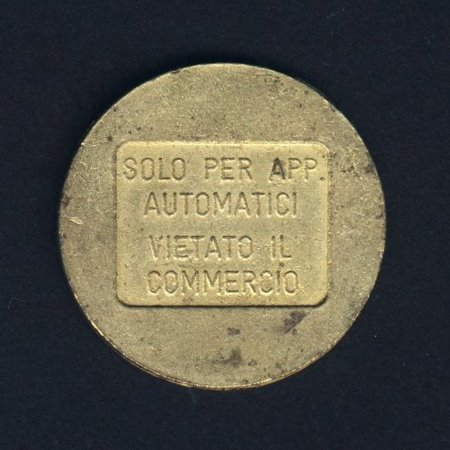 SOLO PER APP.
AUTOMATICI
VIETATO IL
COMMERCIO